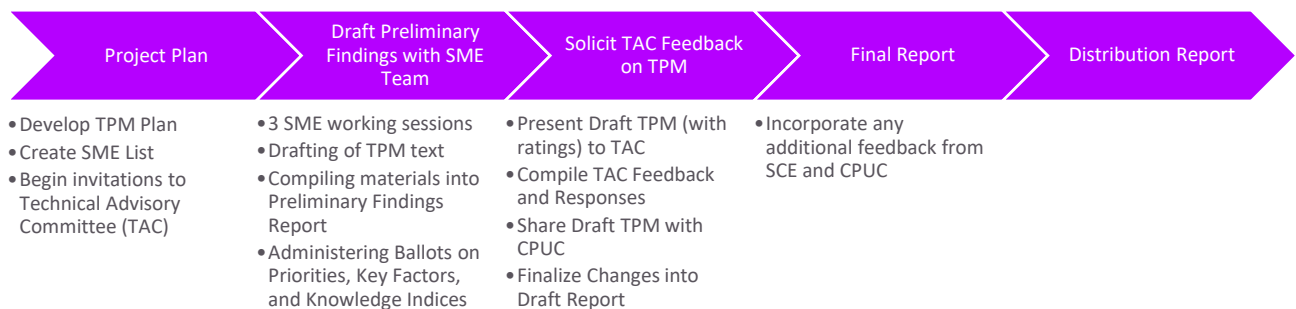 Project Plan
Draft Preliminary
Findings with SME
Team
Solicit TAC Feedback
on TPM
Final Report
Distribution Report
•Develop TPM Plan
•Create SME List
•Begin invitations to
Technical Advisory
Committee (TAC)
•3 SME working sessions
•Drafting of TPM text
•Compiling materials into
Preliminary Findings
Report
•Administering Ballots on
Priorities, Key Factors,
and Knowledge Indices
•Present Draft TPM (with
ratings) to TAC
•Compile TAC Feedback
and Responses
•Share Draft TPM with
CPUC
•Finalize Changes into
Draft Report
•Incorporate any
additional feedback from
SCE and CPUC